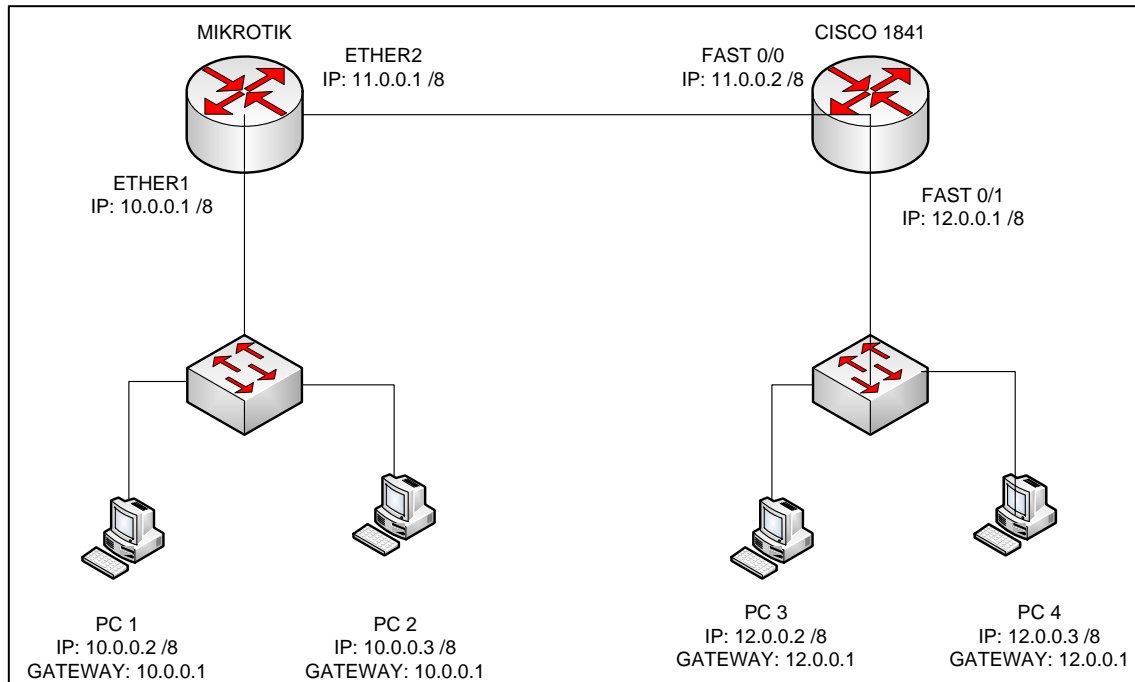 MIKROTIK
ETHER2
IP: 11.0.0.1 /8
FAST 0/0
IP: 11.0.0.2 /8
CISCO 1841
ETHER1
IP: 10.0.0.1 /8
FAST 0/1
IP: 12.0.0.1 /8
PC 1
IP: 10.0.0.2 /8
GATEWAY: 10.0.0.1
PC 2
IP: 10.0.0.3 /8
GATEWAY: 10.0.0.1
PC 3
IP: 12.0.0.2 /8
GATEWAY: 12.0.0.1
PC 4
IP: 12.0.0.3 /8
GATEWAY: 12.0.0.1